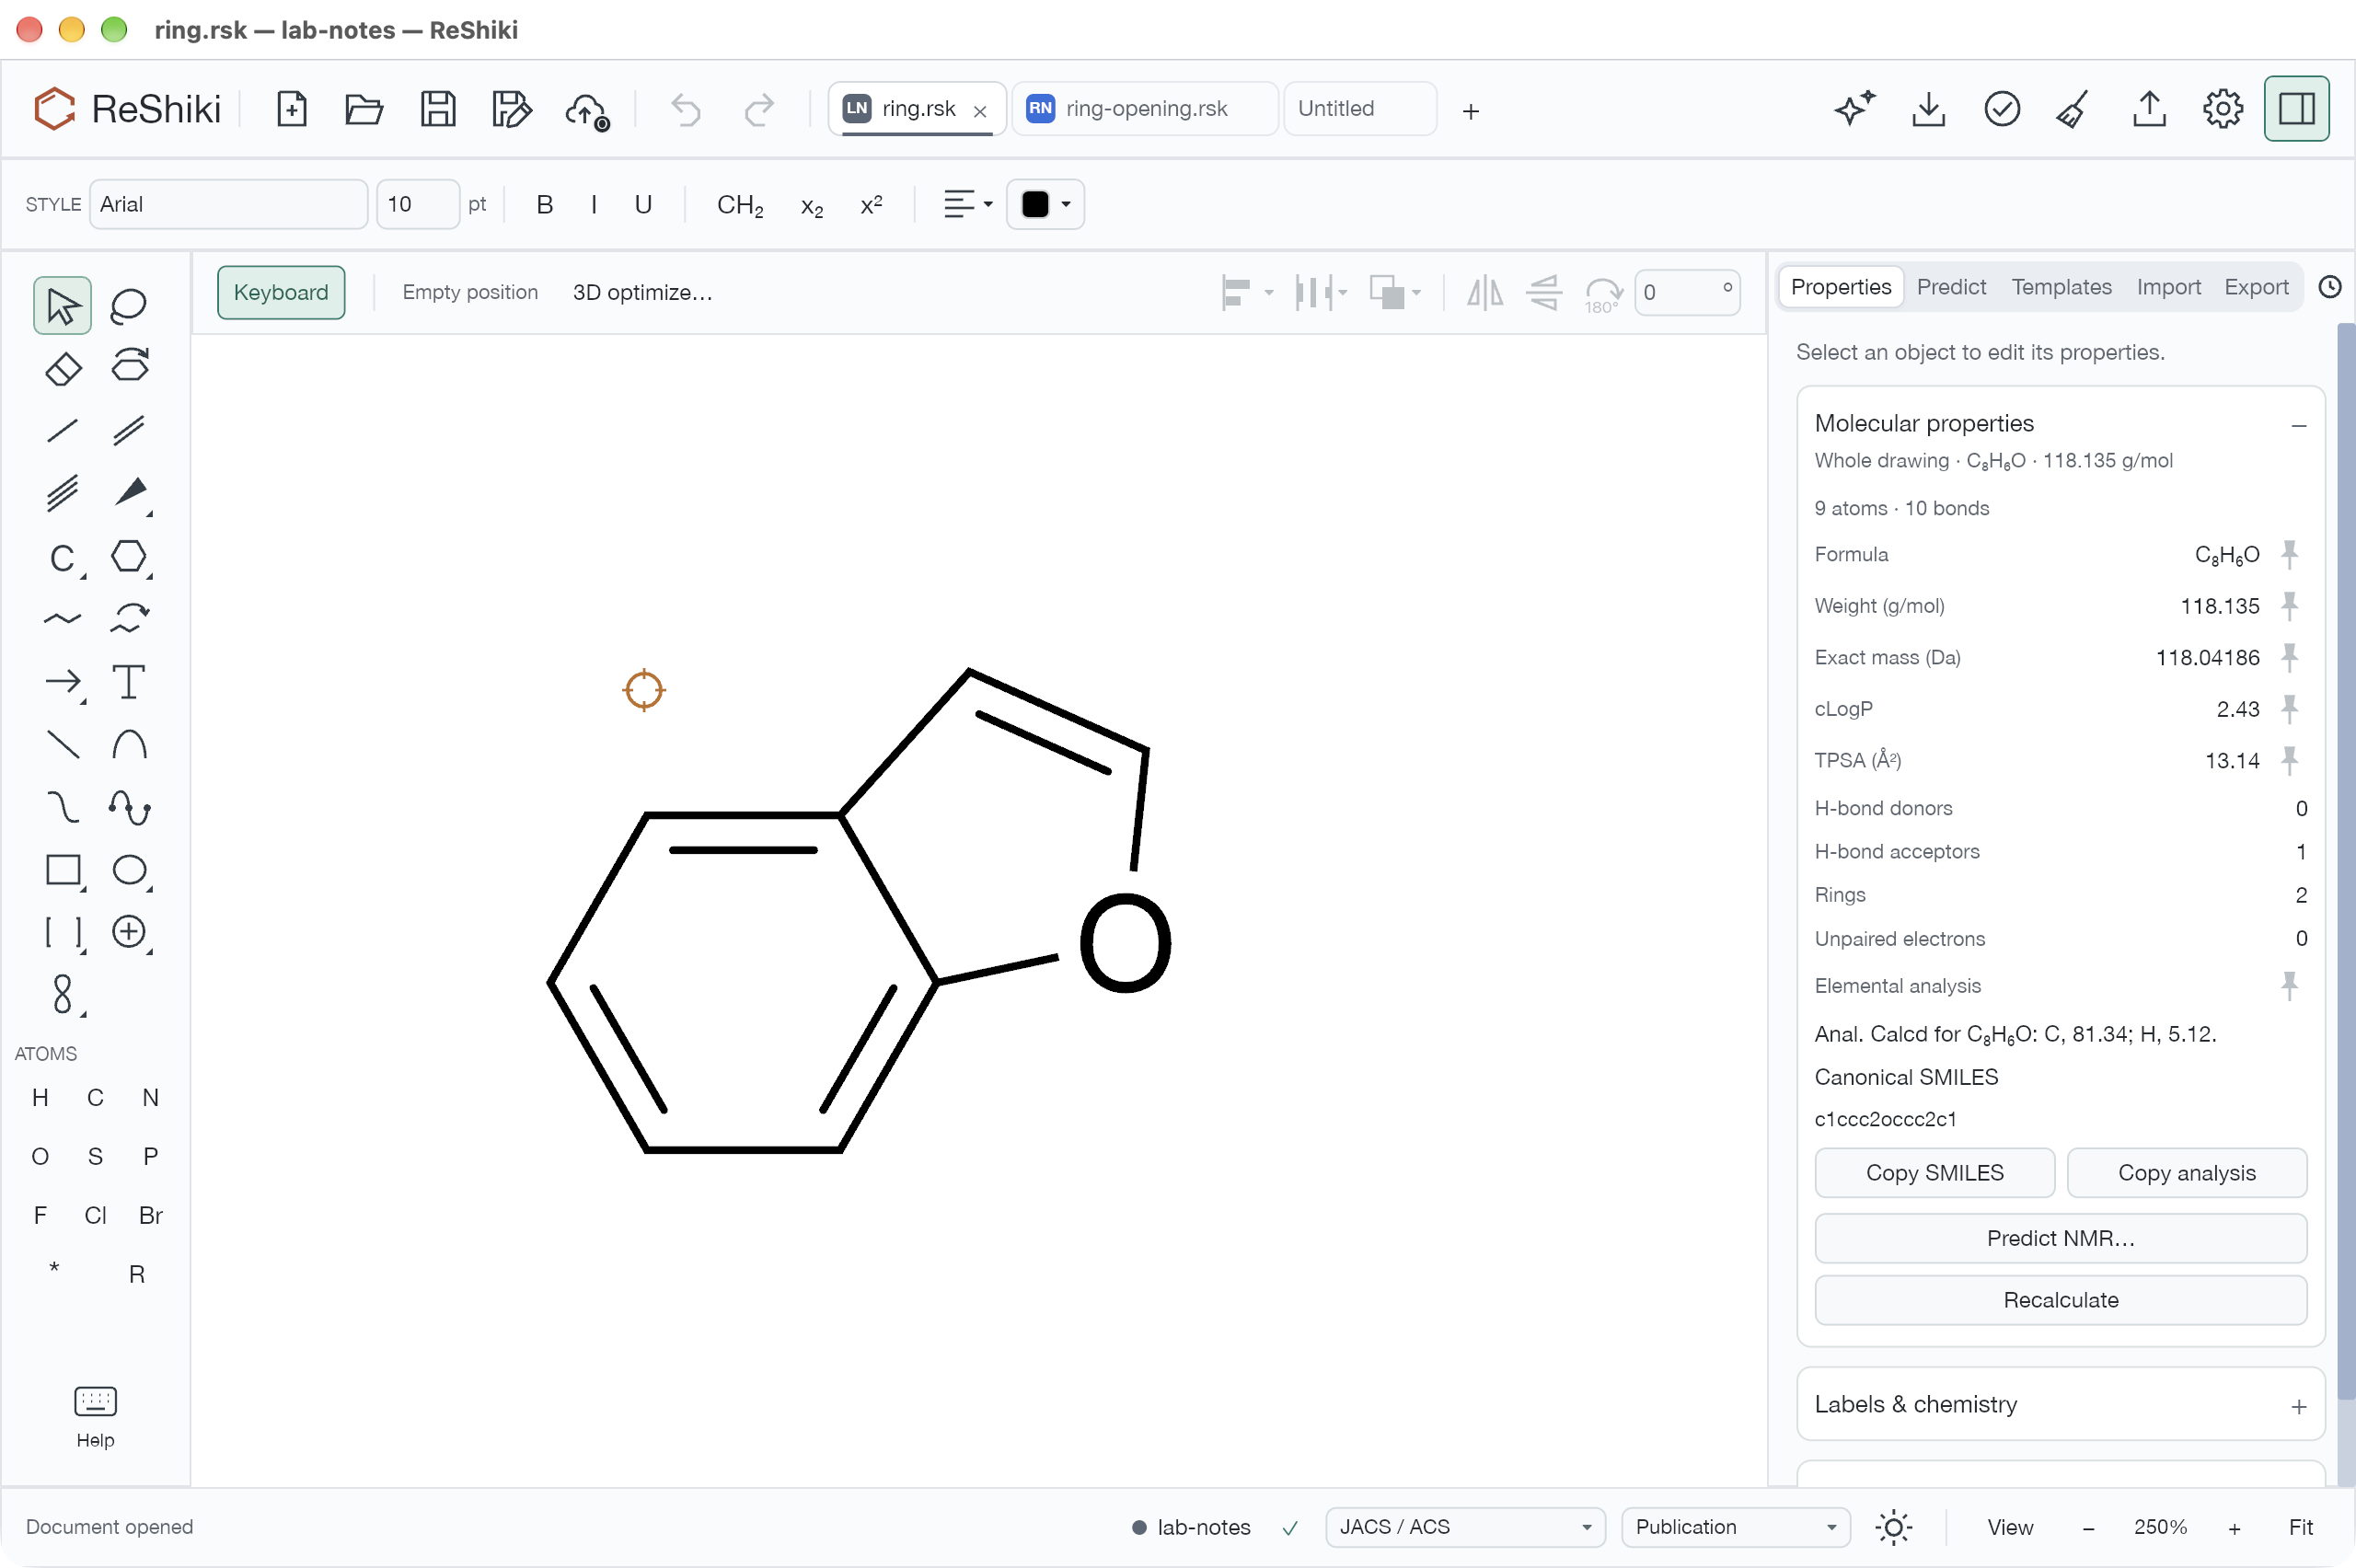 ring.rsk — lab-notes — ReShiki
ReShiki
LN ring.rsk ×
RN ring-opening.rsk
Untitled
+
STYLE Arial 10 pt B I U CH₂ x₂ x²
Keyboard Empty position 3D optimize... 180° 0 °
Properties Predict Templates Import Export
Select an object to edit its properties.
Molecular properties −
Whole drawing · C₈H₆O · 118.135 g/mol
9 atoms · 10 bonds
Formula C₈H₆O
Weight (g/mol) 118.135
Exact mass (Da) 118.04186
cLogP 2.43
TPSA (Å²) 13.14
H-bond donors 0
H-bond acceptors 1
Rings 2
Unpaired electrons 0
Elemental analysis
Anal. Calcd for C₈H₆O: C, 81.34; H, 5.12.
Canonical SMILES
c1ccc2occc2c1
Copy SMILES Copy analysis
Predict NMR...
Recalculate
Labels & chemistry +
C
T
[ ]
ATOMS
H C N
O S P
F Cl Br
* R
Help
O
Document opened lab-notes ✓ JACS / ACS Publication View − 250% + Fit